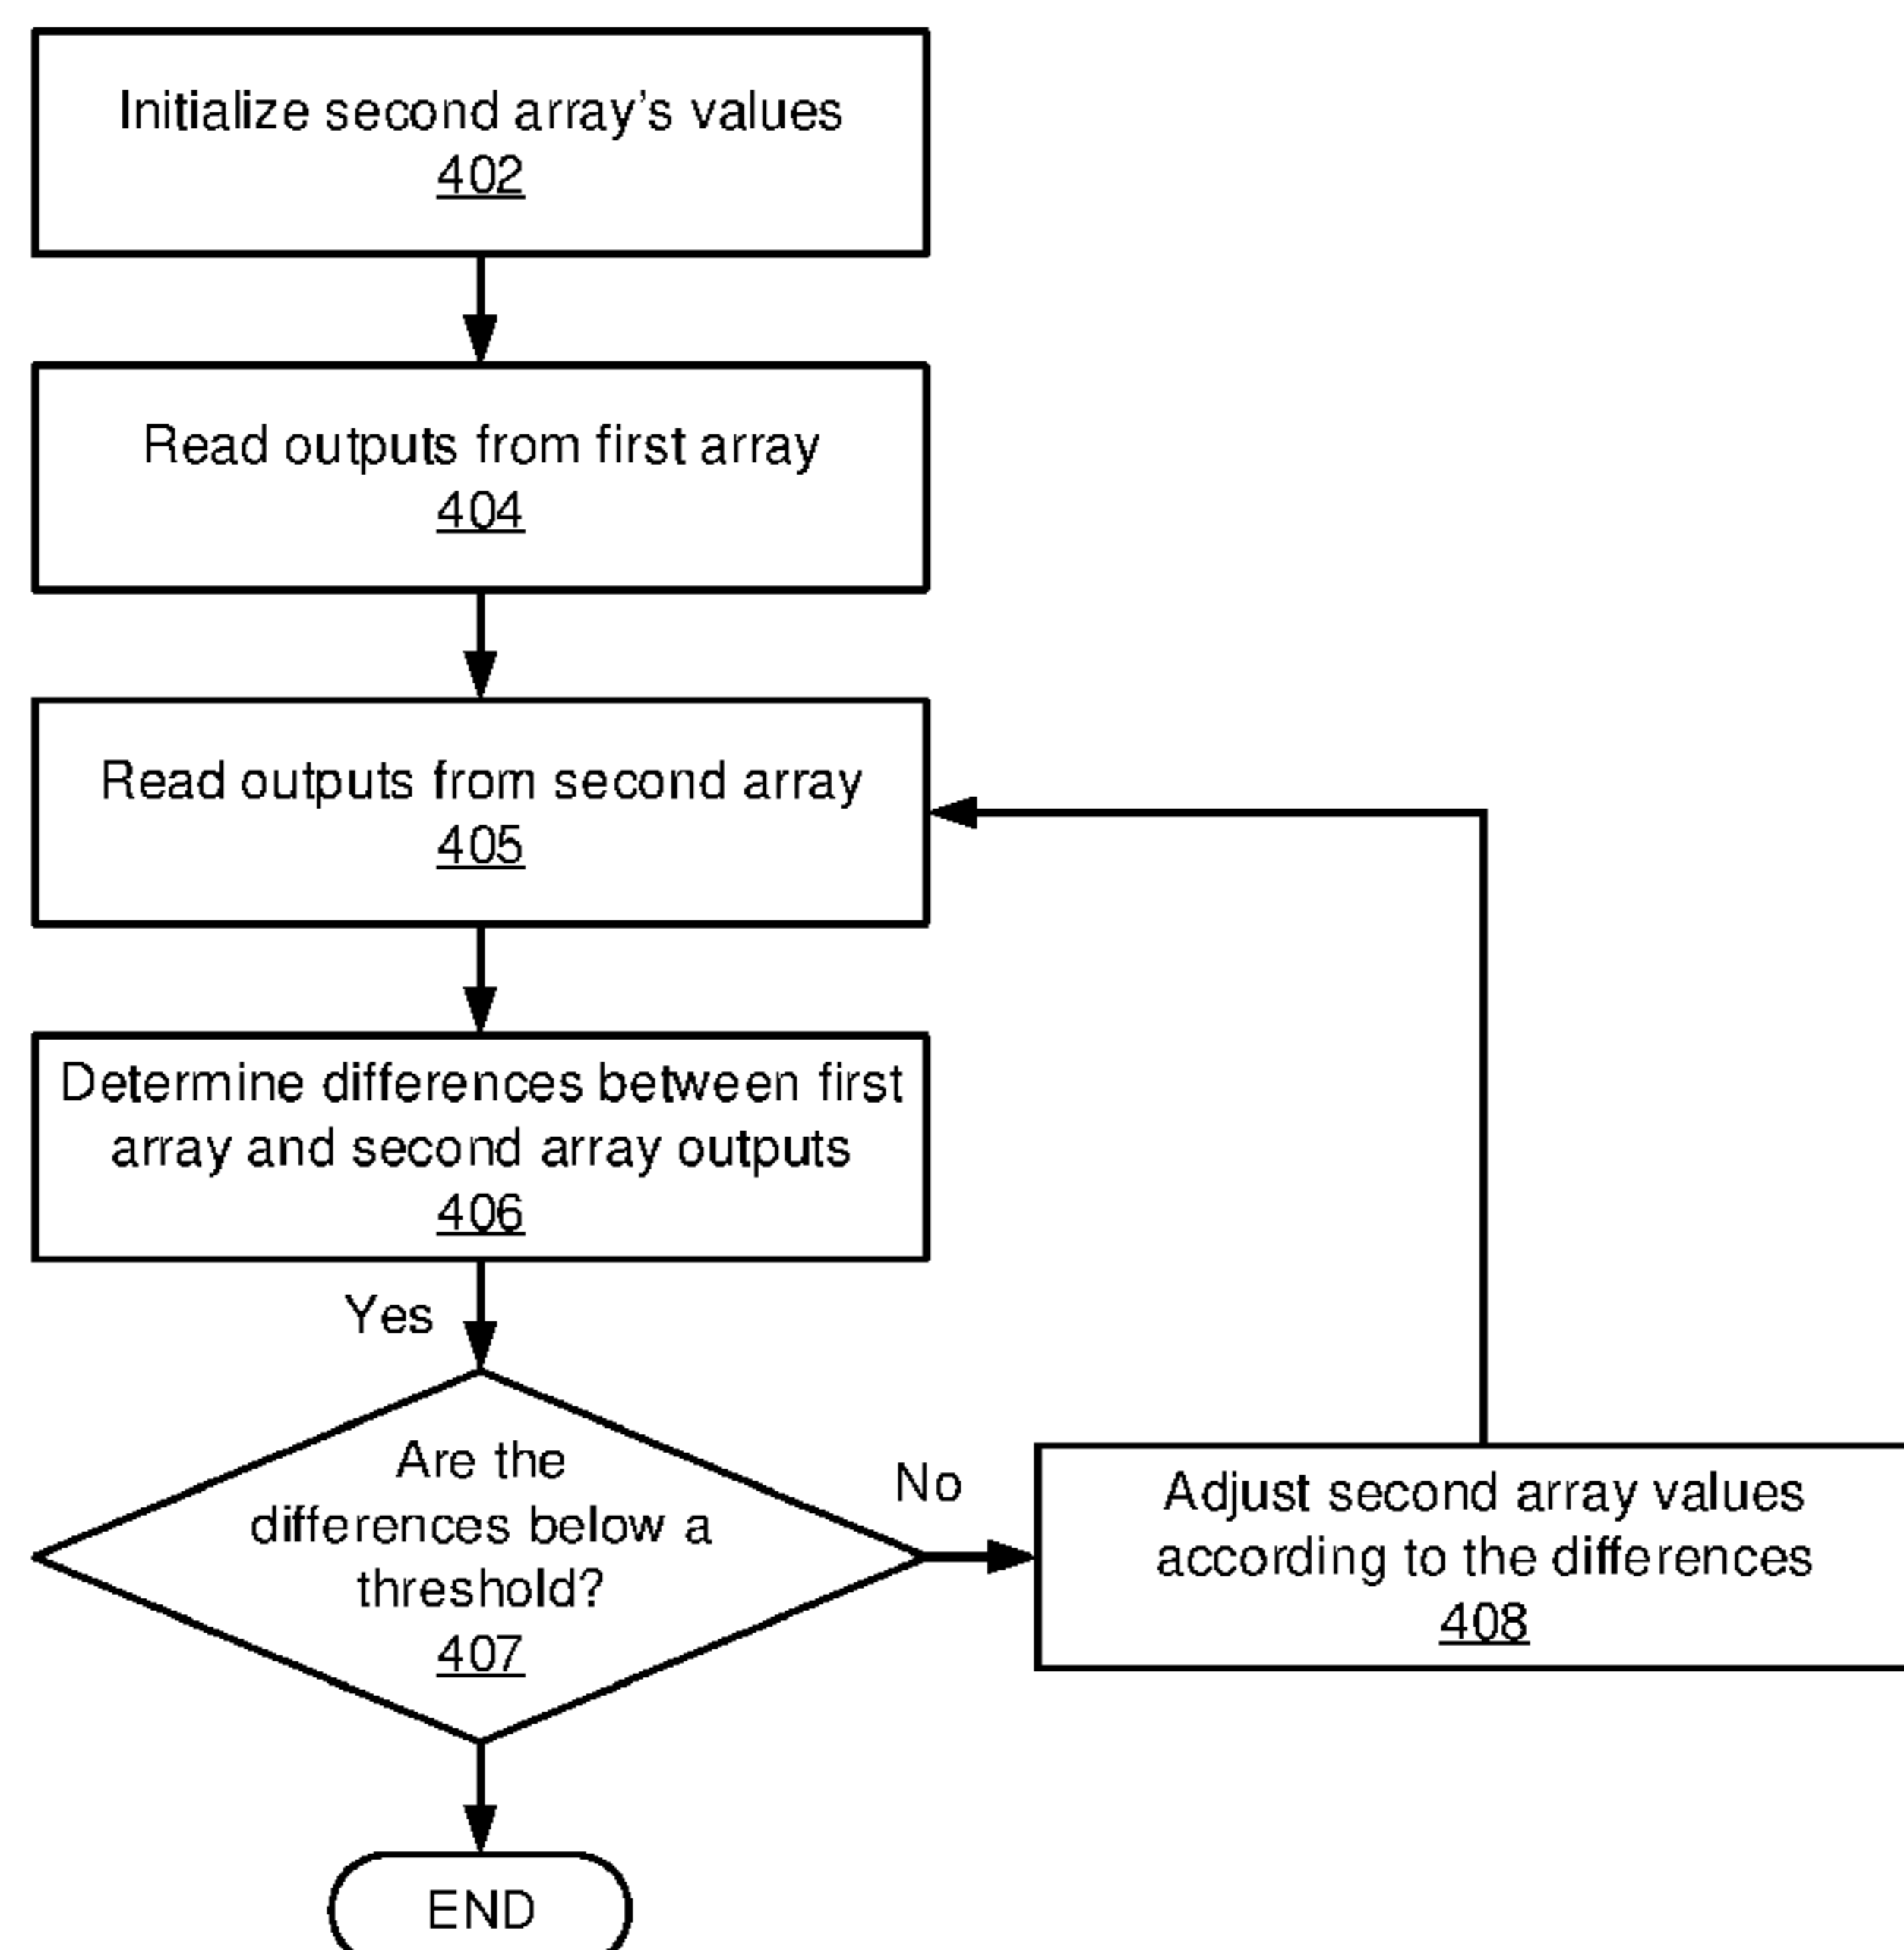 Initialize second array's values
402
Read outputs from first array
404
Read outputs from second array
405
Determine differences between first
array and second array outputs
406
Yes
Are the
differences below a
threshold?
407
No
Adjust second array values
according to the differences
408
END